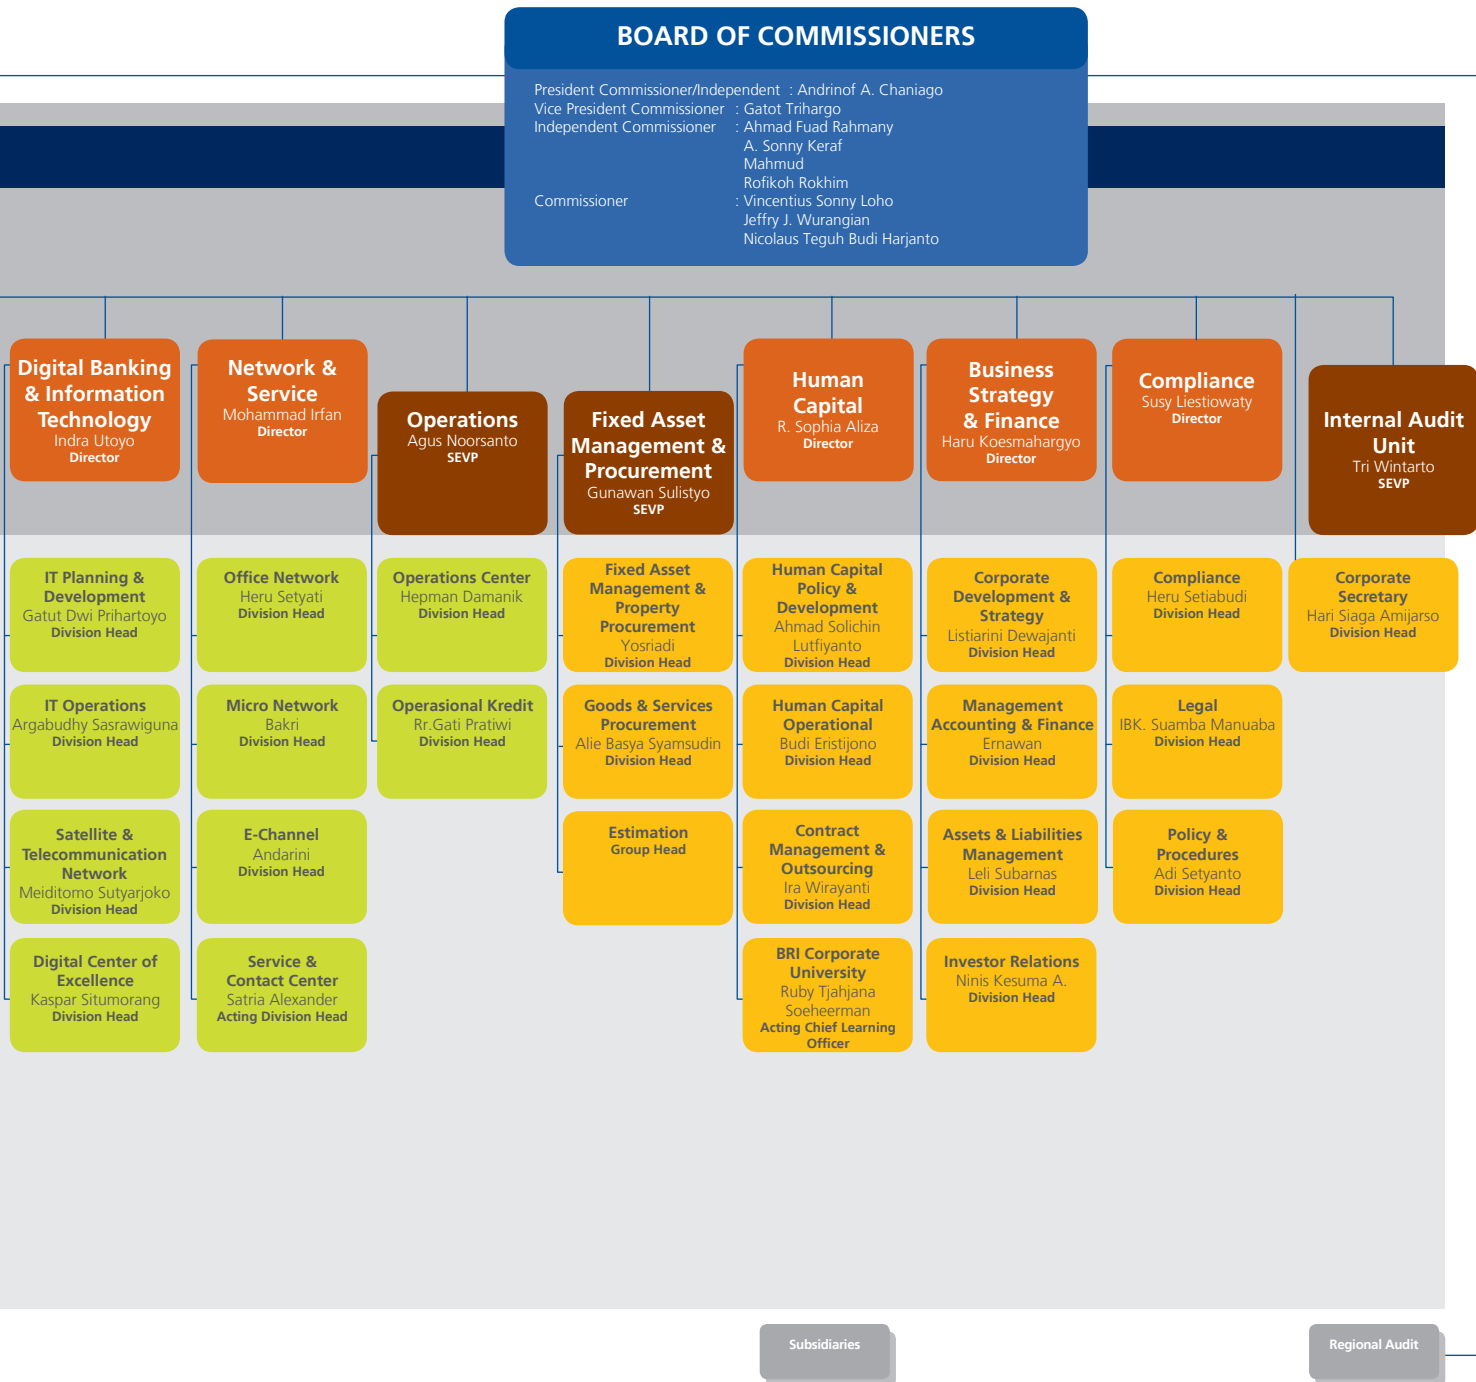 BOARD OF COMMISSIONERS
President Commissioner/Independent : Andrinof A. Chaniago
Vice President Commissioner : Gatot Trihargo
Independent Commissioner : Ahmad Fuad Rahmany
A. Sonny Keraf
Mahmud
Rofikoh Rokhim
Commissioner : Vincentius Sonny Loho
Jeffry J. Wurangian
Nicolaus Teguh Budi Harjanto
Digital Banking
& Information
Technology
Indra Utoyo
Director
Network &
Service
Mohammad Irfan
Director
Operations
Agus Noorsanto
SEVP
Fixed Asset
Management &
Procurement
Gunawan Sulistyo
SEVP
Human
Capital
R. Sophia Aliza
Director
Business
Strategy
& Finance
Haru Koesmahargyo
Director
Compliance
Susy Liestiowaty
Director
Internal Audit
Unit
Tri Wintarto
SEVP
IT Planning &
Development
Gatut Dwi Prihartoyo
Division Head
Office Network
Heru Setyati
Division Head
Operations Center
Hepman Damanik
Division Head
Fixed Asset
Management &
Property
Procurement
Yosriadi
Division Head
Human Capital
Policy &
Development
Ahmad Solichin
Lutfiyanto
Division Head
Corporate
Development &
Strategy
Listiarini Dewajanti
Division Head
Compliance
Heru Setiabudi
Division Head
Corporate
Secretary
Hari Siaga Amijarso
Division Head
IT Operations
Argabudhy Sasrawiguna
Division Head
Micro Network
Bakri
Division Head
Operasional Kredit
Rr.Gati Pratiwi
Division Head
Goods & Services
Procurement
Alie Basya Syamsudin
Division Head
Human Capital
Operational
Budi Eristijono
Division Head
Management
Accounting & Finance
Ernawan
Division Head
Legal
IBK. Suamba Manuaba
Division Head
Satellite &
Telecommunication
Network
Meiditomo Sutyarjoko
Division Head
E-Channel
Andarini
Division Head
Estimation
Group Head
Contract
Management &
Outsourcing
Ira Wirayanti
Division Head
Assets & Liabilities
Management
Leli Subarnas
Division Head
Policy &
Procedures
Adi Setyanto
Division Head
Digital Center of
Excellence
Kaspar Situmorang
Division Head
Service &
Contact Center
Satria Alexander
Acting Division Head
BRI Corporate
University
Ruby Tjahjana
Soeheerman
Acting Chief Learning
Officer
Investor Relations
Ninis Kesuma A.
Division Head
Subsidiaries
Regional Audit